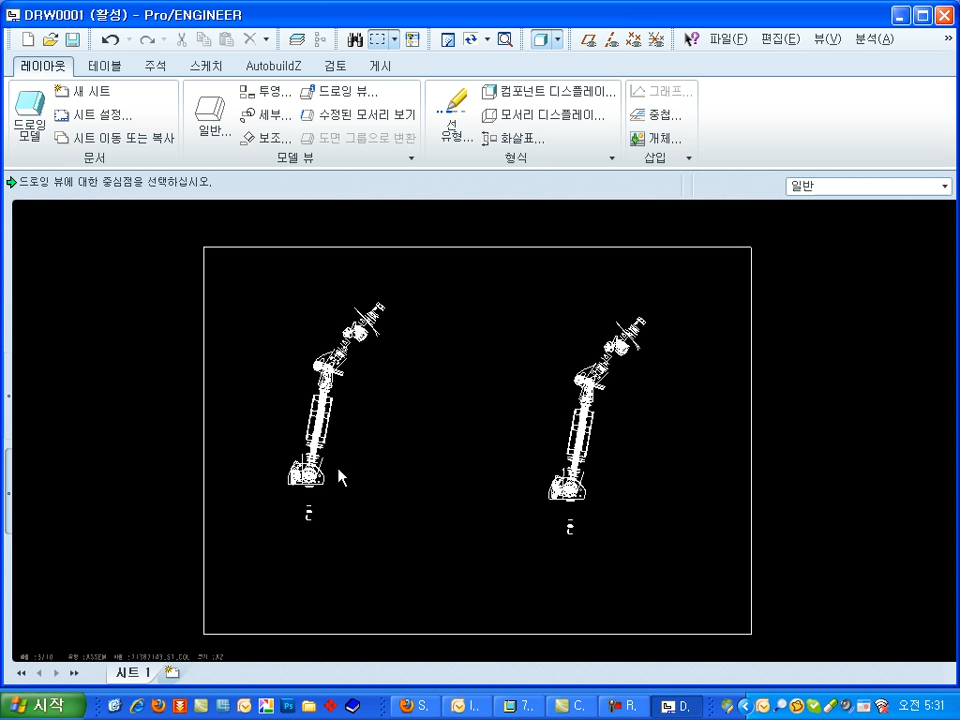 DRW0001 (활성) - Pro/ENGINEER
파일(F) 편집(E) 뷰(V) 분석(A) »
레이아웃 테이블 주석 스케치 AutobuildZ 검토 게시
드로잉 모델
새 시트
시트 설정...
시트 이동 또는 복사
문서
일반...
투영...
세부...
보조...
드로잉 뷰...
수정된 모서리 보기
도면 그룹으로 변환
모델 뷰
선 유형...
컴포넌트 디스플레이...
모서리 디스플레이...
화살표...
형식
그래프...
중첩...
개체...
삽입
드로잉 뷰에 대한 중심점을 선택하십시오.
일반
시트 1
시작
S.
I..
7..
C.
R.
D.
오전 5:31